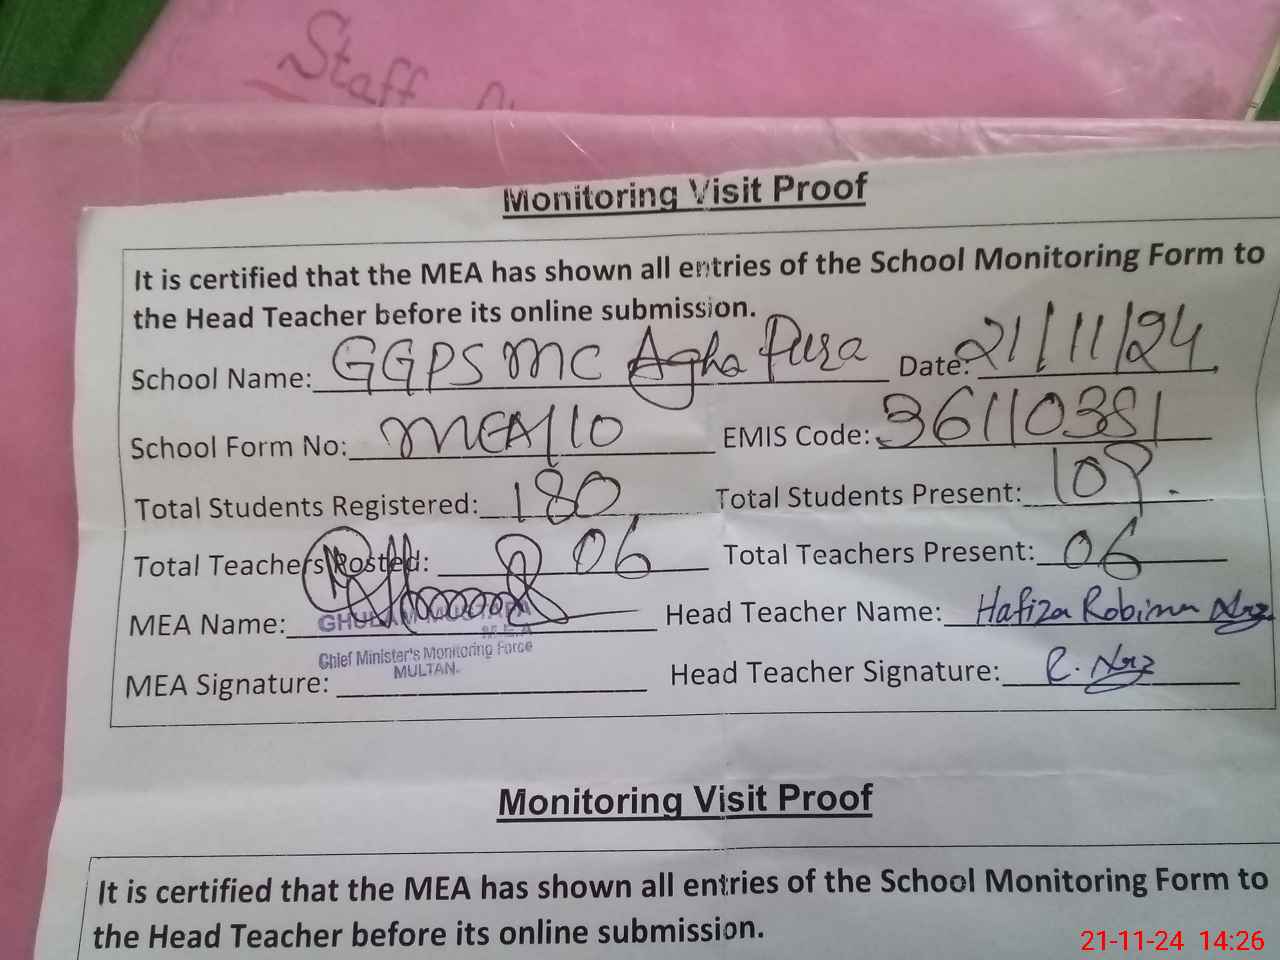 Staff
Monitoring Visit Proof
It is certified that the MEA has shown all entries of the School Monitoring Form to
the Head Teacher before its online submission.
School Name: GGPS MC Agha Pura Date: 21/11/24
School Form No: MEA/10 EMIS Code: 36110381
Total Students Registered: 180 Total Students Present: 109.
Total Teachers Posted: 06 Total Teachers Present: 06
MEA Name: GHULAM MUSTAFA Head Teacher Name: Hafiza Robina Naz
M.E.A
Chief Minister's Monitoring Force
MULTAN.
MEA Signature: Head Teacher Signature: R. Naz
Monitoring Visit Proof
It is certified that the MEA has shown all entries of the School Monitoring Form to
the Head Teacher before its online submission.
21-11-24 14:26